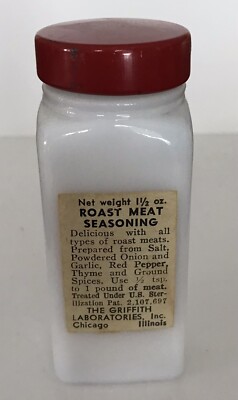 Net weight 1½ oz.
ROAST MEAT
SEASONING
Delicious with all
types of roast meats.
Prepared from Salt,
Powdered Onion and
Garlic, Red Pepper,
Thyme and Ground
Spices. Use ½ tsp.
to 1 pound of meat.
Treated Under U.S. Ster-
ilization Pat. 2,107,697
THE GRIFFITH
LABORATORIES, Inc.
Chicago Illinois